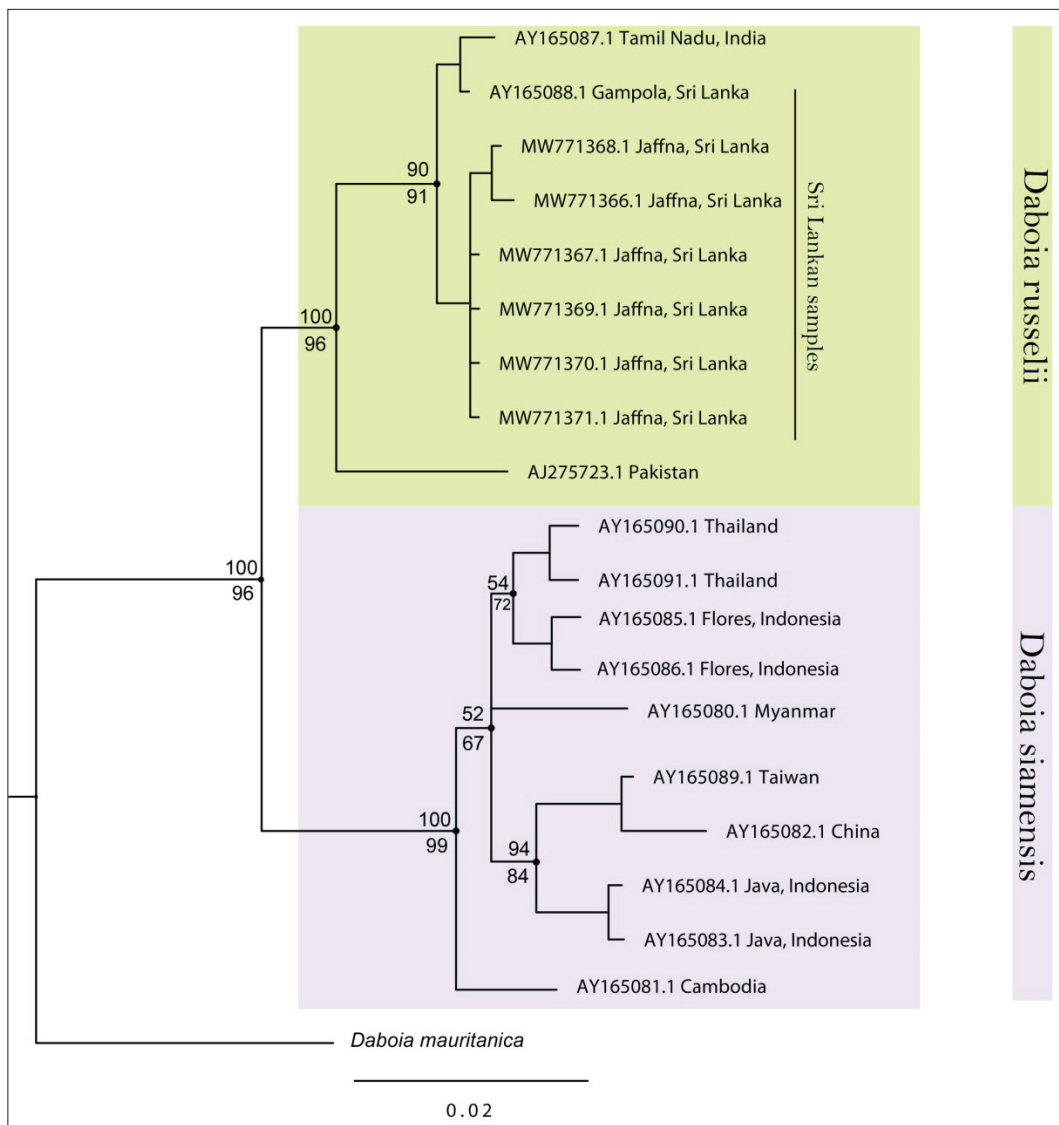 AY165087.1 Tamil Nadu, India
AY165088.1 Gampola, Sri Lanka
MW771368.1 Jaffna, Sri Lanka
90
91
MW771366.1 Jaffna, Sri Lanka
MW771367.1 Jaffna, Sri Lanka
MW771369.1 Jaffna, Sri Lanka
100
96
MW771370.1 Jaffna, Sri Lanka
MW771371.1 Jaffna, Sri Lanka
Sri Lankan samples
Daboia russelii
AJ275723.1 Pakistan
AY165090.1 Thailand
100
96
AY165091.1 Thailand
54
72
AY165085.1 Flores, Indonesia
AY165086.1 Flores, Indonesia
AY165080.1 Myanmar
52
67
AY165089.1 Taiwan
100
99
AY165082.1 China
94
84
AY165084.1 Java, Indonesia
AY165083.1 Java, Indonesia
AY165081.1 Cambodia
Daboia siamensis
Daboia mauritanica
0.02